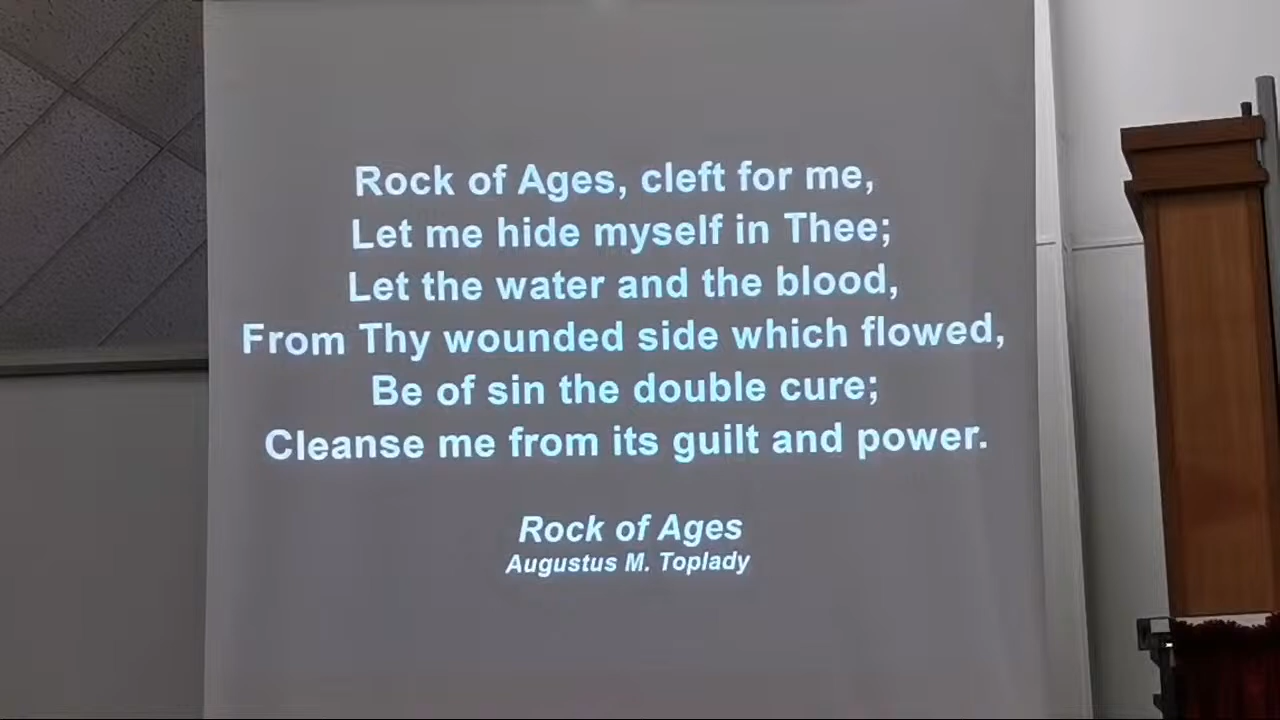 Rock of Ages, cleft for me,
Let me hide myself in Thee;
Let the water and the blood,
From Thy wounded side which flowed,
Be of sin the double cure;
Cleanse me from its guilt and power.
Rock of Ages
Augustus M. Toplady